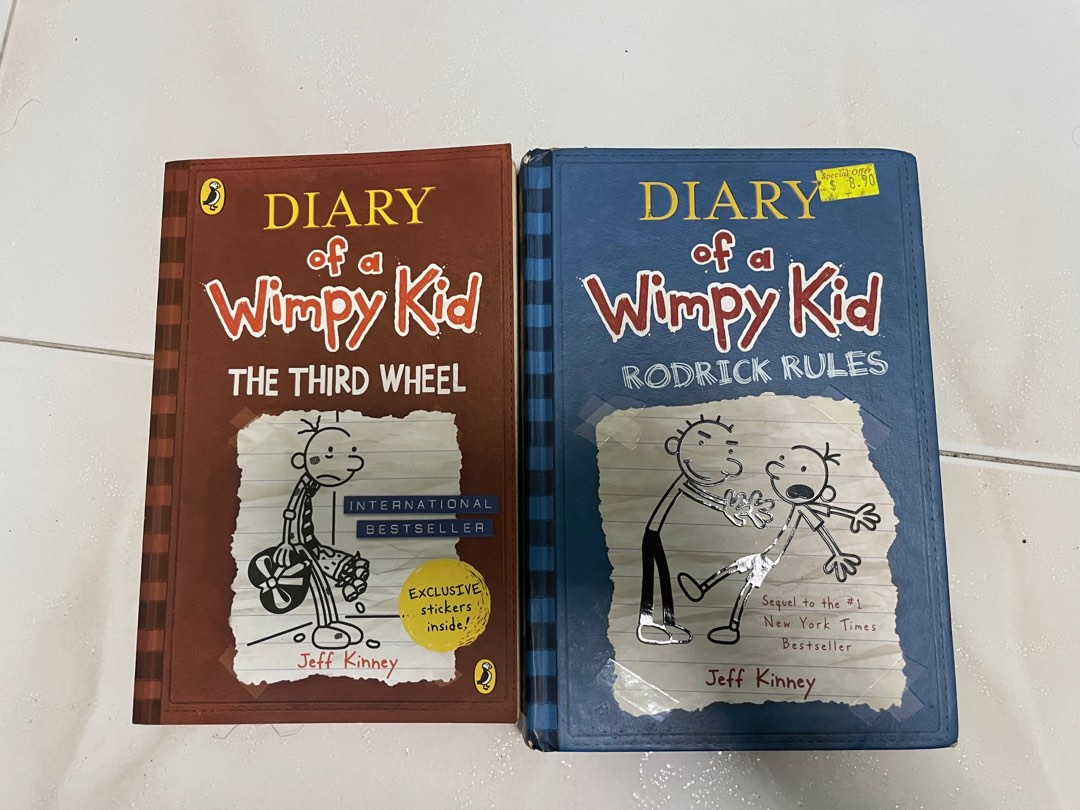 DIARY
of a
Wimpy Kid
THE THIRD WHEEL
INTERNATIONAL
BESTSELLER
EXCLUSIVE
stickers
inside!
Jeff Kinney
Special Offer
$ 8.90
DIARY
of a
Wimpy Kid
RODRICK RULES
Sequel to the #1
New York Times
Bestseller
Jeff Kinney